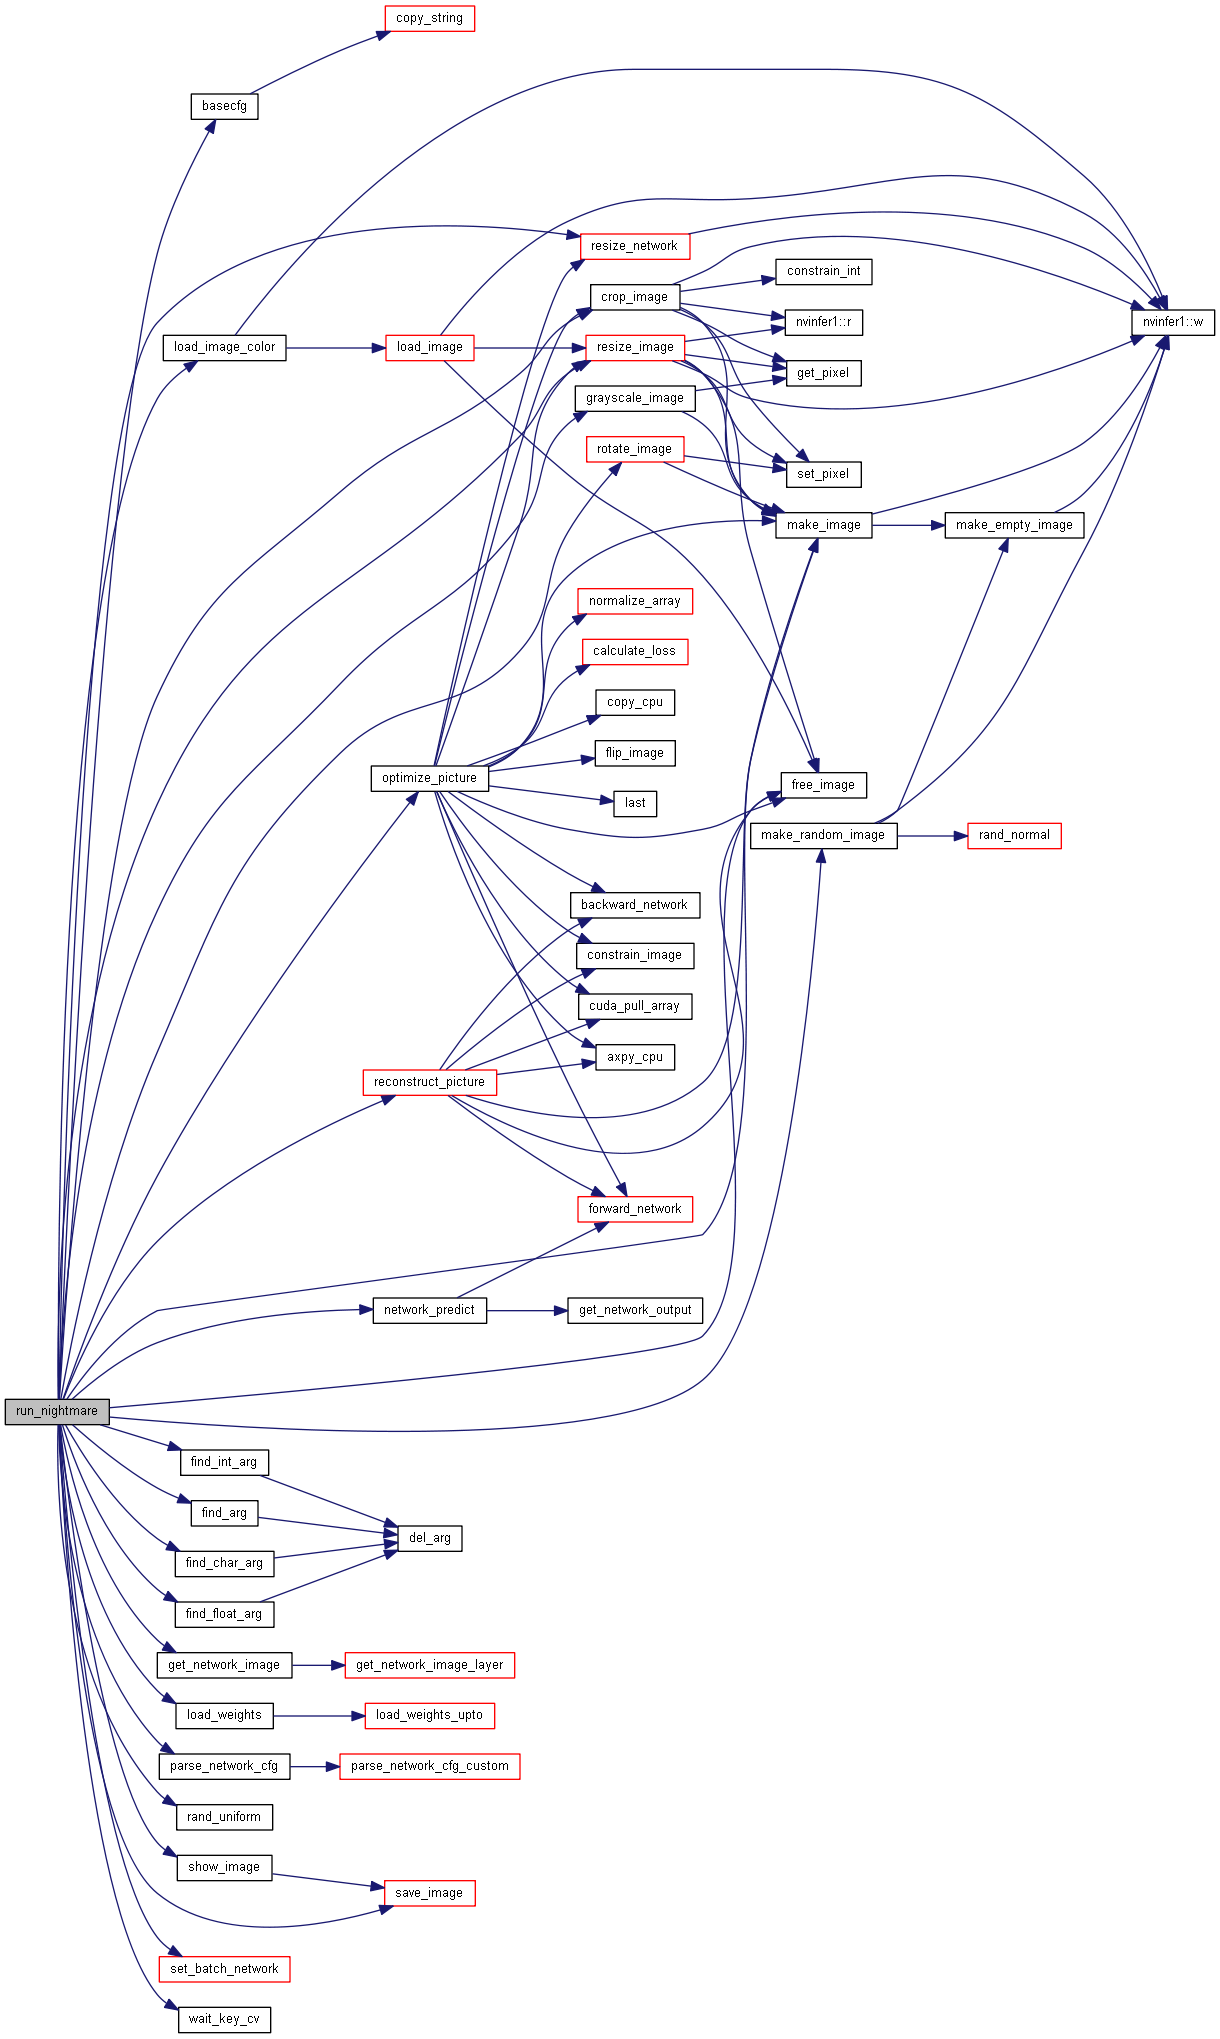 copy_string
basecfg
resize_network
constrain_int
crop_image
nvinfer1::r
nvinfer1::w
load_image_color
load_image
resize_image
get_pixel
grayscale_image
rotate_image
set_pixel
make_image
make_empty_image
normalize_array
calculate_loss
copy_cpu
flip_image
optimize_picture
free_image
last
make_random_image
rand_normal
backward_network
constrain_image
cuda_pull_array
axpy_cpu
reconstruct_picture
forward_network
network_predict
get_network_output
run_nightmare
find_int_arg
find_arg
del_arg
find_char_arg
find_float_arg
get_network_image
get_network_image_layer
load_weights
load_weights_upto
parse_network_cfg
parse_network_cfg_custom
rand_uniform
show_image
save_image
set_batch_network
wait_key_cv